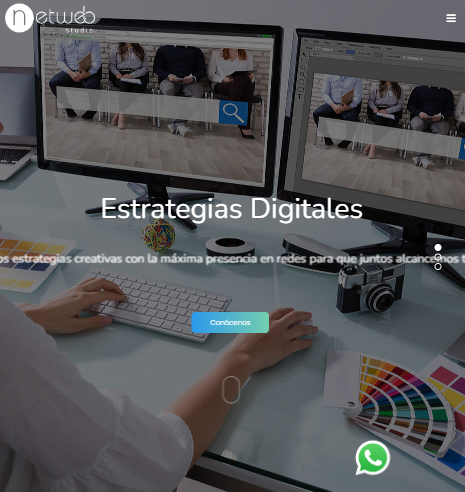 netweb
studio
Estrategias Digitales
os estrategias creativas con la máxima presencia en redes para que juntos alcancemos t
Conócenos